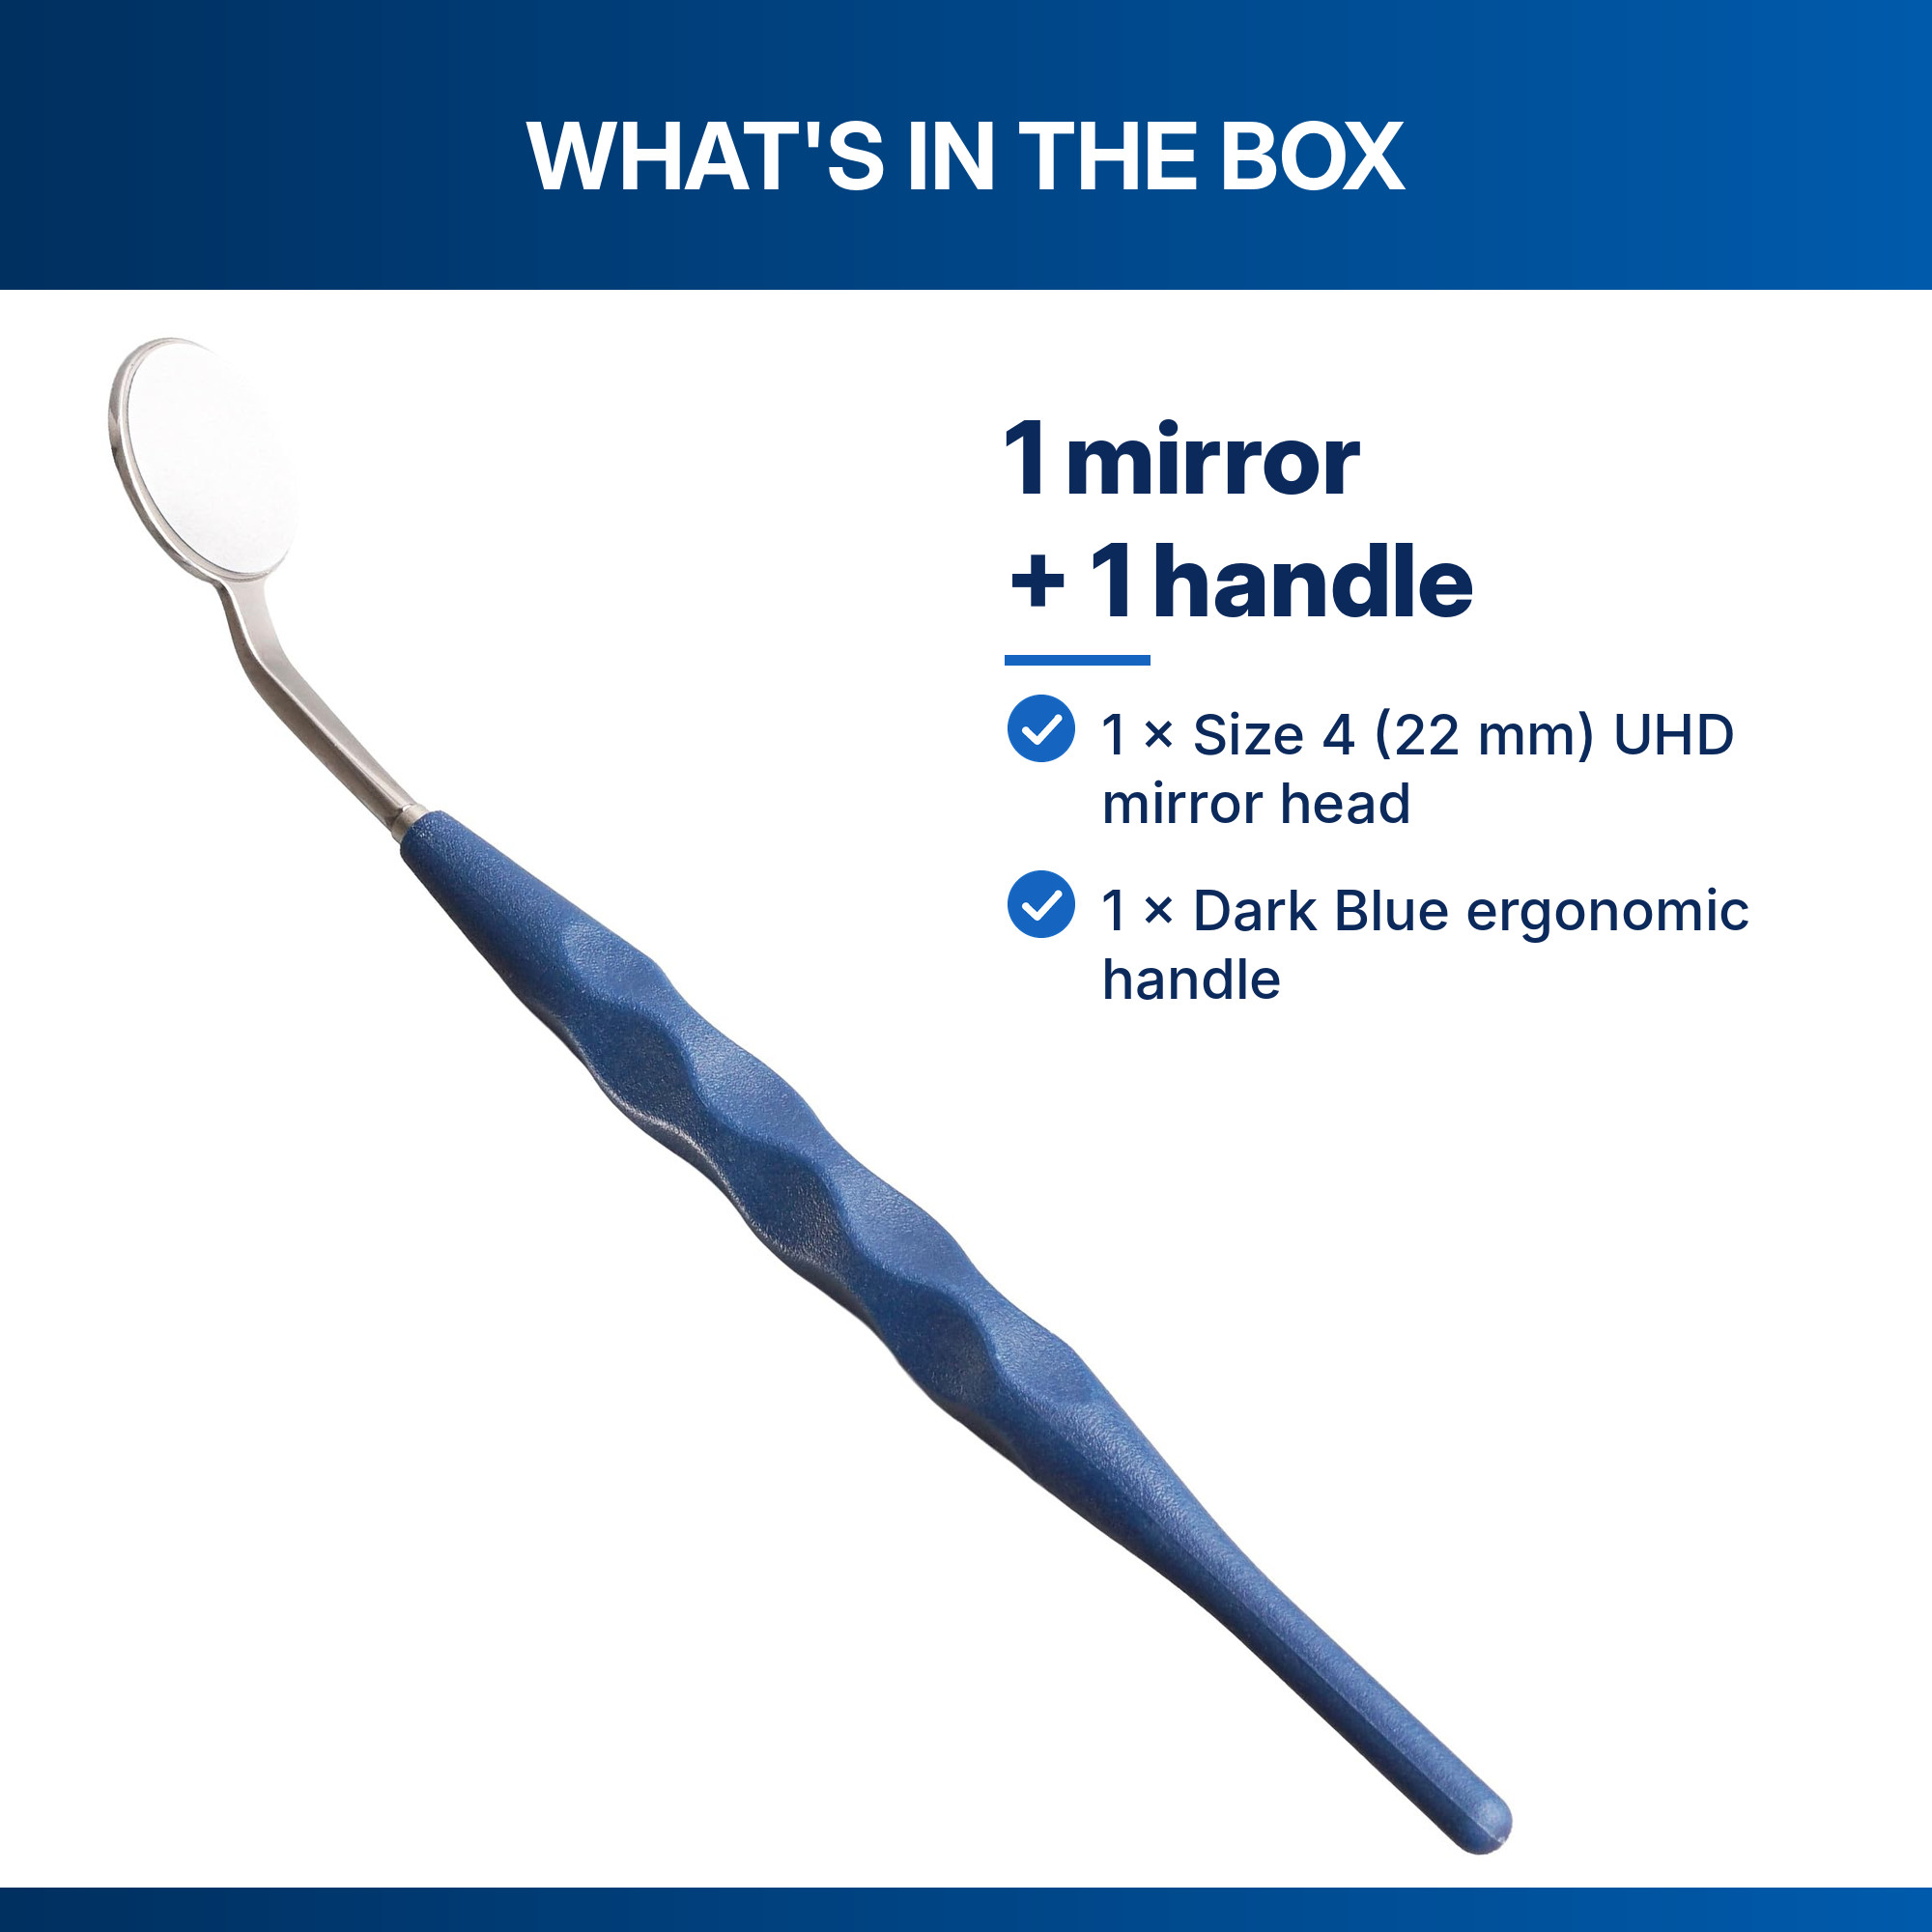 WHAT'S IN THE BOX
1 mirror
+ 1 handle
1 × Size 4 (22 mm) UHD
mirror head
1 × Dark Blue ergonomic
handle